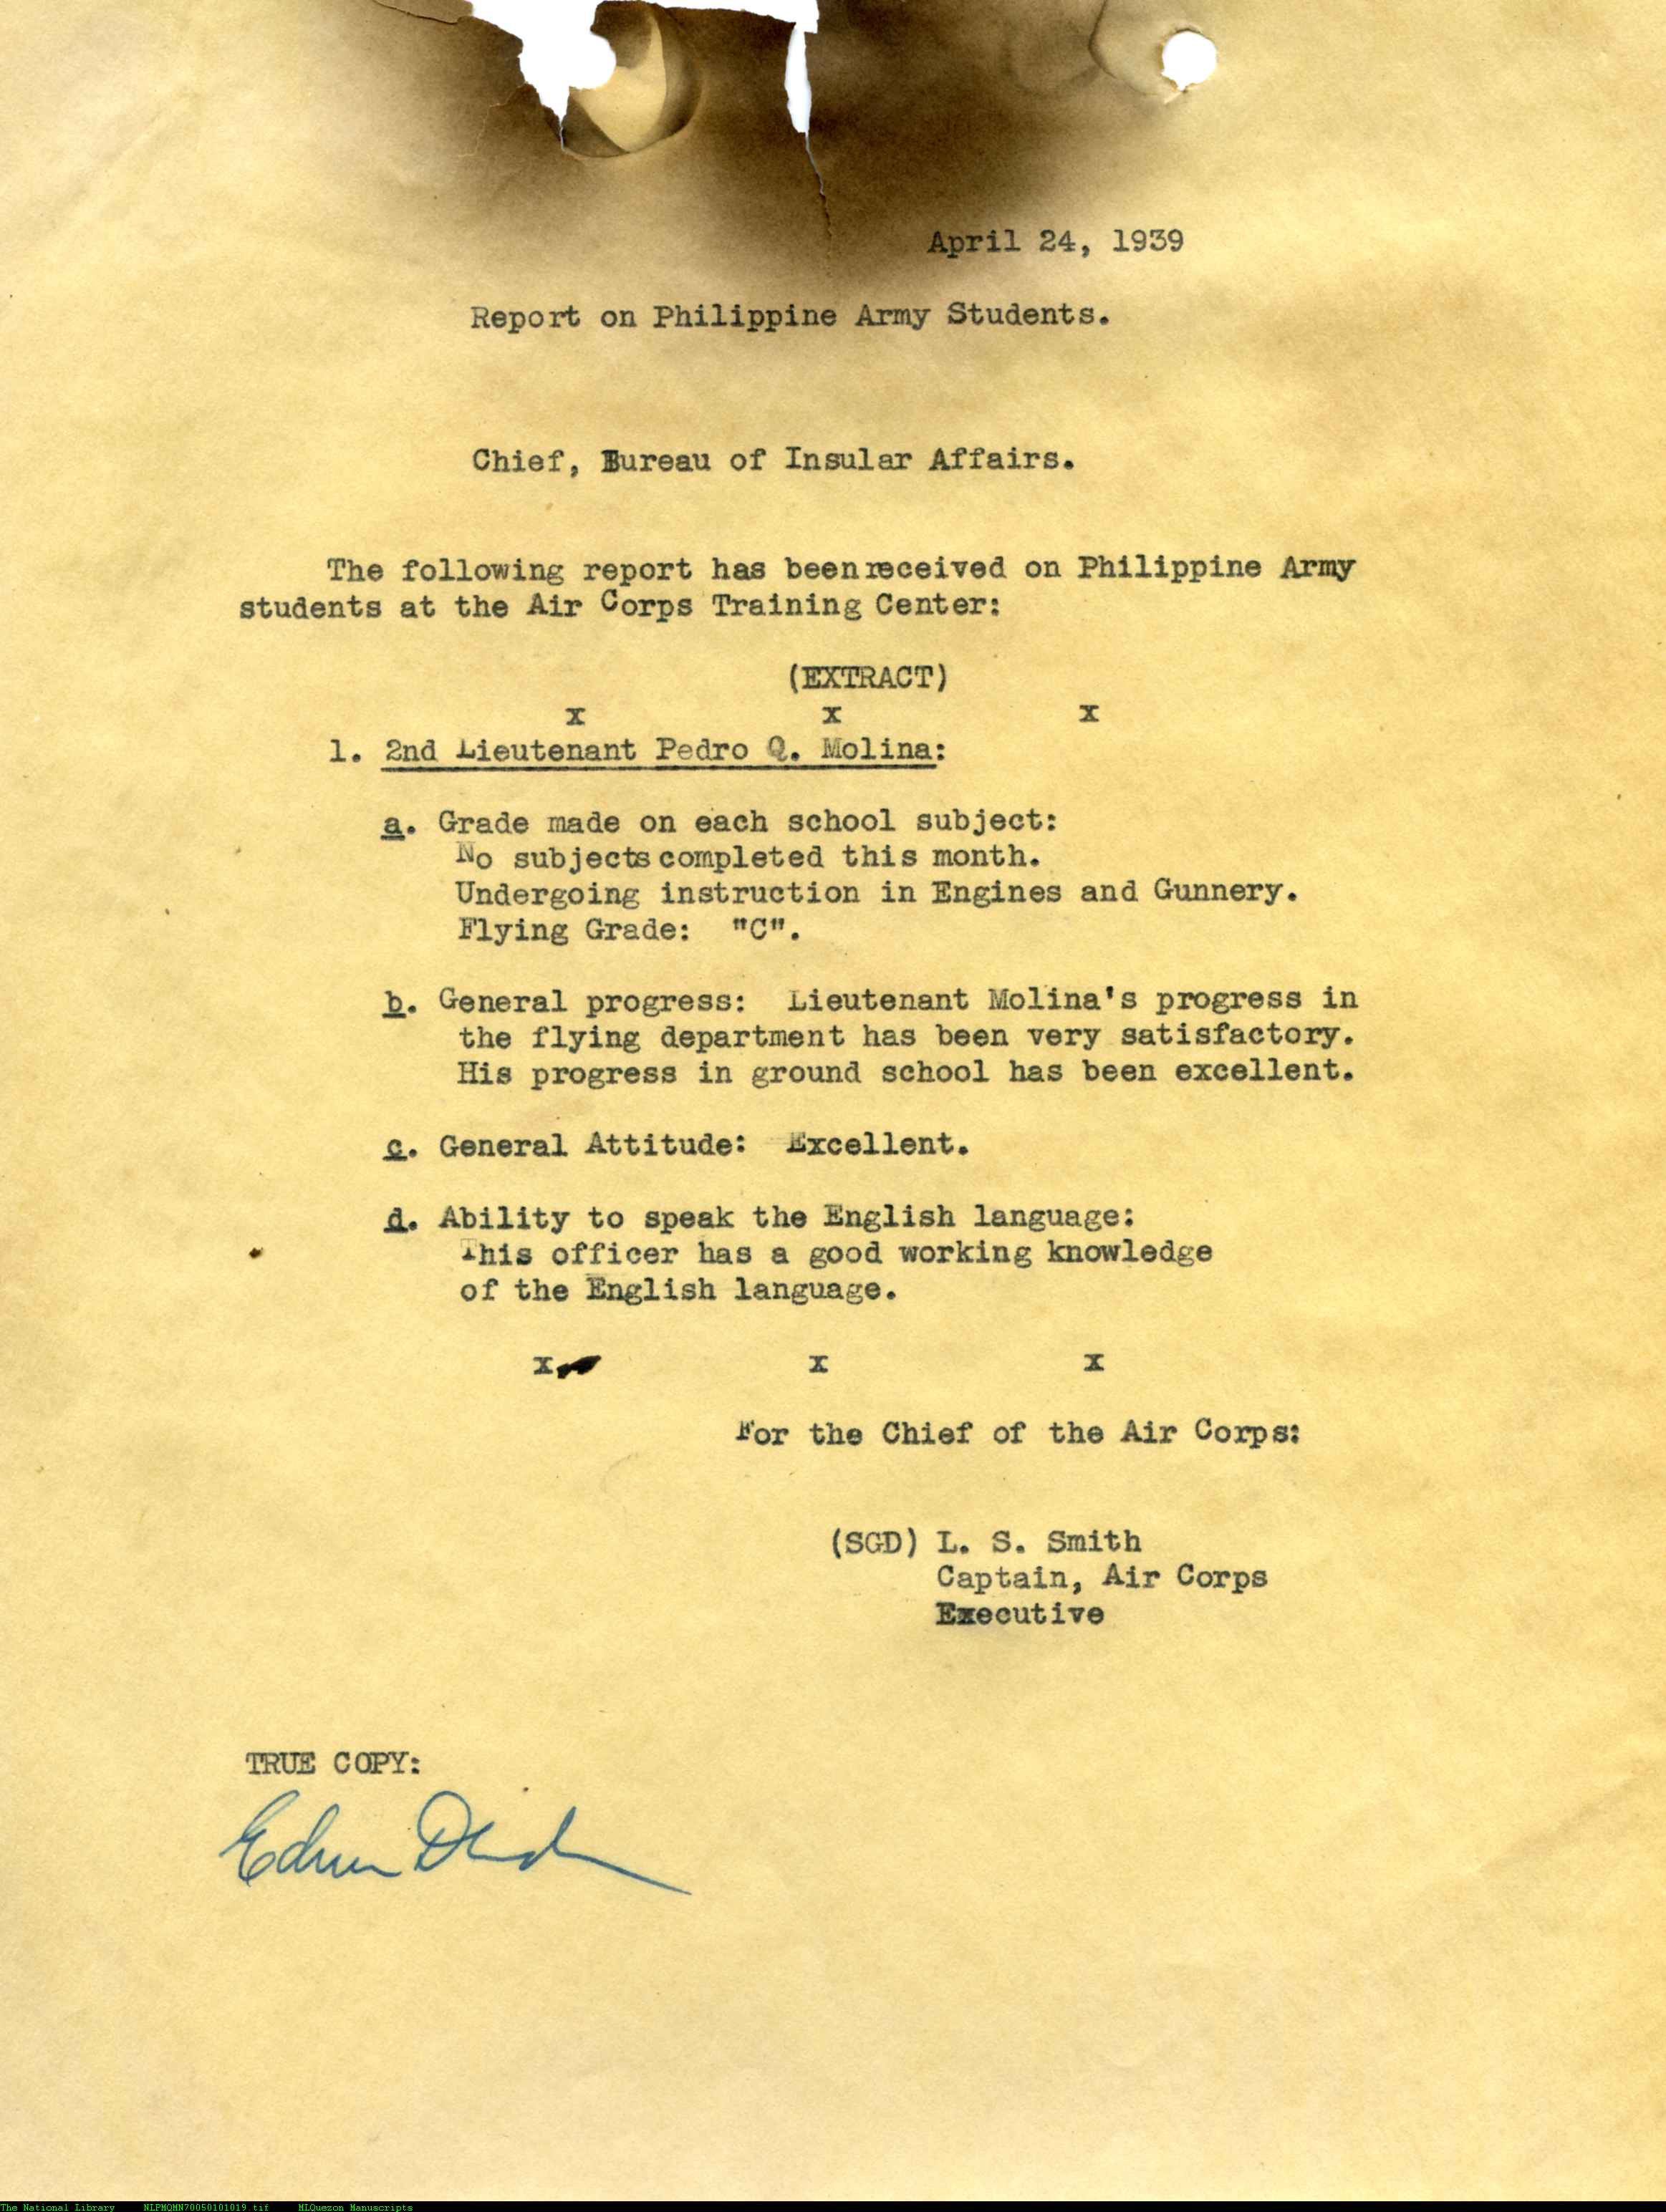 April 24, 1939
Report on Philippine Army Students.
Chief, Bureau of Insular Affairs.
The following report has been received on Philippine Army
students at the Air Corps Training Center:
(EXTRACT)
x x x
1. 2nd Lieutenant Pedro Q. Molina:
a. Grade made on each school subject:
No subjects completed this month.
Undergoing instruction in Engines and Gunnery.
Flying Grade: "C".
b. General progress: Lieutenant Molina's progress in
the flying department has been very satisfactory.
His progress in ground school has been excellent.
c. General Attitude: Excellent.
d. Ability to speak the English language:
This officer has a good working knowledge
of the English language.
x x x
For the Chief of the Air Corps:
(SGD) L. S. Smith
Captain, Air Corps
Executive
TRUE COPY:
The National Library NLPMQMN70050101019.tif MLQuezon Manuscripts